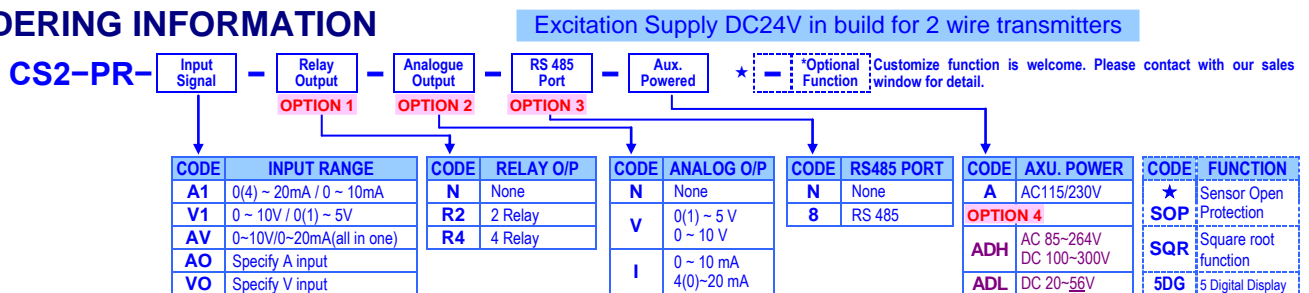 DERING INFORMATION
Excitation Supply DC24V in build for 2 wire transmitters
CS2−PR− Input Signal − Relay Output − Analogue Output − RS 485 Port − Aux. Powered ★ − *Optional Function Customize function is welcome. Please contact with our sales window for detail.
OPTION 1 OPTION 2 OPTION 3
CODE INPUT RANGE
A1 0(4) ~ 20mA / 0 ~ 10mA
V1 0 ~ 10V / 0(1) ~ 5V
AV 0~10V/0~20mA(all in one)
AO Specify A input
VO Specify V input
CODE RELAY O/P
N None
R2 2 Relay
R4 4 Relay
CODE ANALOG O/P
N None
V 0(1) ~ 5 V
0 ~ 10 V
I 0 ~ 10 mA
4(0)~20 mA
CODE RS485 PORT
N None
8 RS 485
CODE AXU. POWER
A AC115/230V
OPTION 4
ADH AC 85~264V
DC 100~300V
ADL DC 20~56V
CODE FUNCTION
★ SOP Sensor Open Protection
SQR Square root function
5DG 5 Digital Display